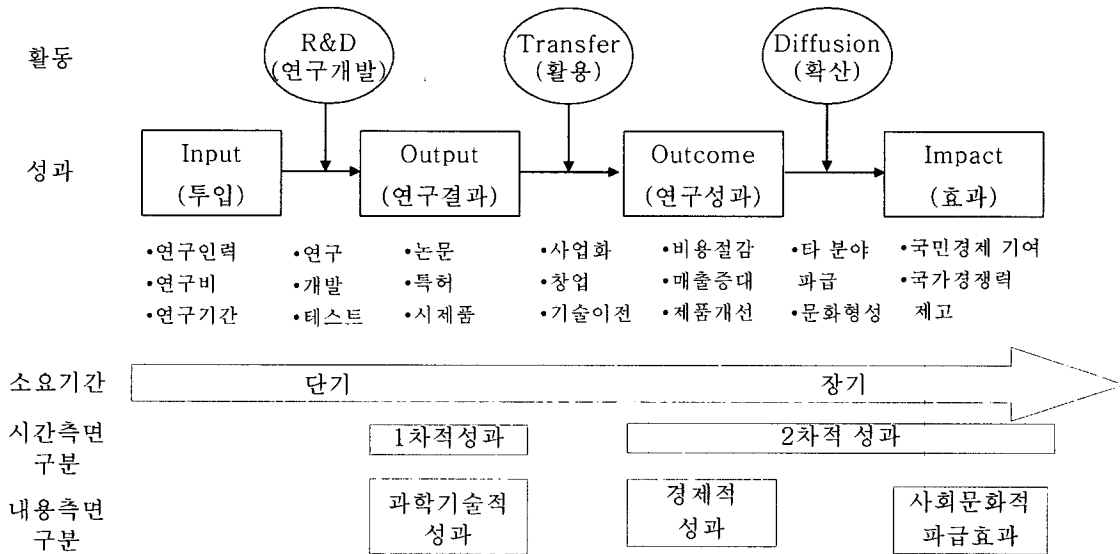 활동
R&D
(연구개발)
Transfer
(활용)
Diffusion
(확산)
성과
Input
(투입)
Output
(연구결과)
Outcome
(연구성과)
Impact
(효과)
•연구인력
•연구비
•연구기간
•연구
•개발
•테스트
•논문
•특허
•시제품
•사업화
•창업
•기술이전
•비용절감
•매출증대
•제품개선
•타 분야
파급
•문화형성
•국민경제 기여
•국가경쟁력
제고
소요기간
단기
장기
시간측면
구분
1차적성과
2차적 성과
내용측면
구분
과학기술적
성과
경제적
성과
사회문화적
파급효과